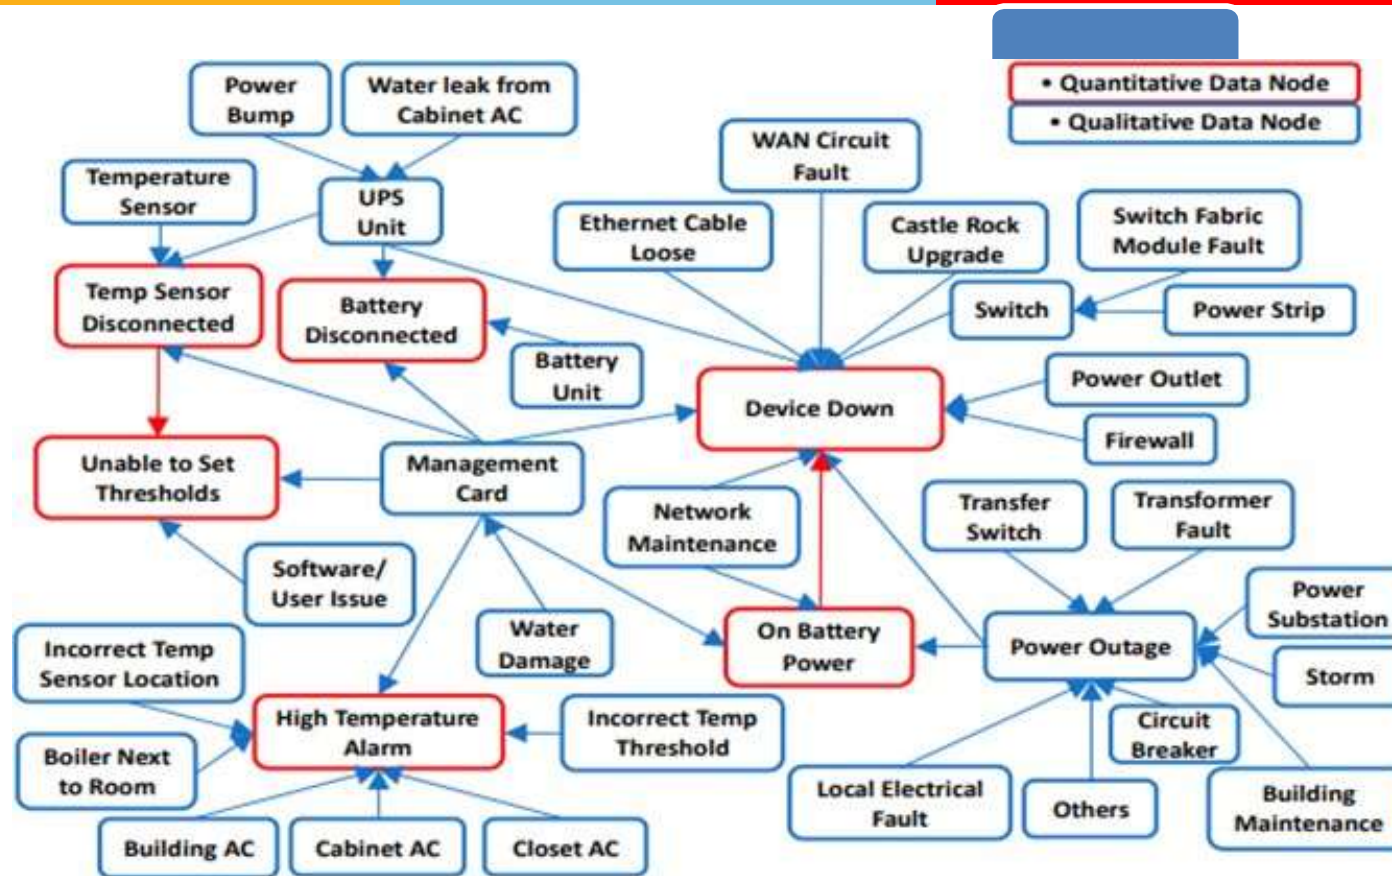 • Quantitative Data Node
• Qualitative Data Node
Power
Bump
Water leak from
Cabinet AC
WAN Circuit
Fault
Temperature
Sensor
UPS
Unit
Ethernet Cable
Loose
Castle Rock
Upgrade
Switch Fabric
Module Fault
Temp Sensor
Disconnected
Battery
Disconnected
Switch
Power Strip
Battery
Unit
Device Down
Power Outlet
Firewall
Unable to Set
Thresholds
Management
Card
Network
Maintenance
Transfer
Switch
Transformer
Fault
Software/
User Issue
Water
Damage
On Battery
Power
Power Outage
Power
Substation
Storm
Incorrect Temp
Sensor Location
High Temperature
Alarm
Incorrect Temp
Threshold
Circuit
Breaker
Boiler Next
to Room
Local Electrical
Fault
Others
Building
Maintenance
Building AC
Cabinet AC
Closet AC